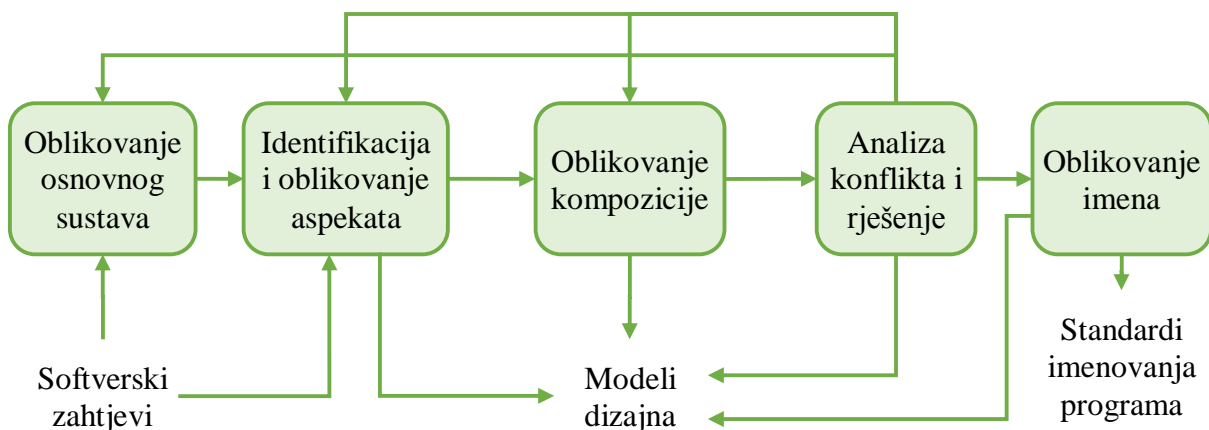 Oblikovanje
osnovnog
sustava
Identifikacija
i oblikovanje
aspekata
Oblikovanje
kompozicije
Analiza
konflikta i
rješenje
Oblikovanje
imena
Softverski
zahtjevi
Modeli
dizajna
Standardi
imenovanja
programa